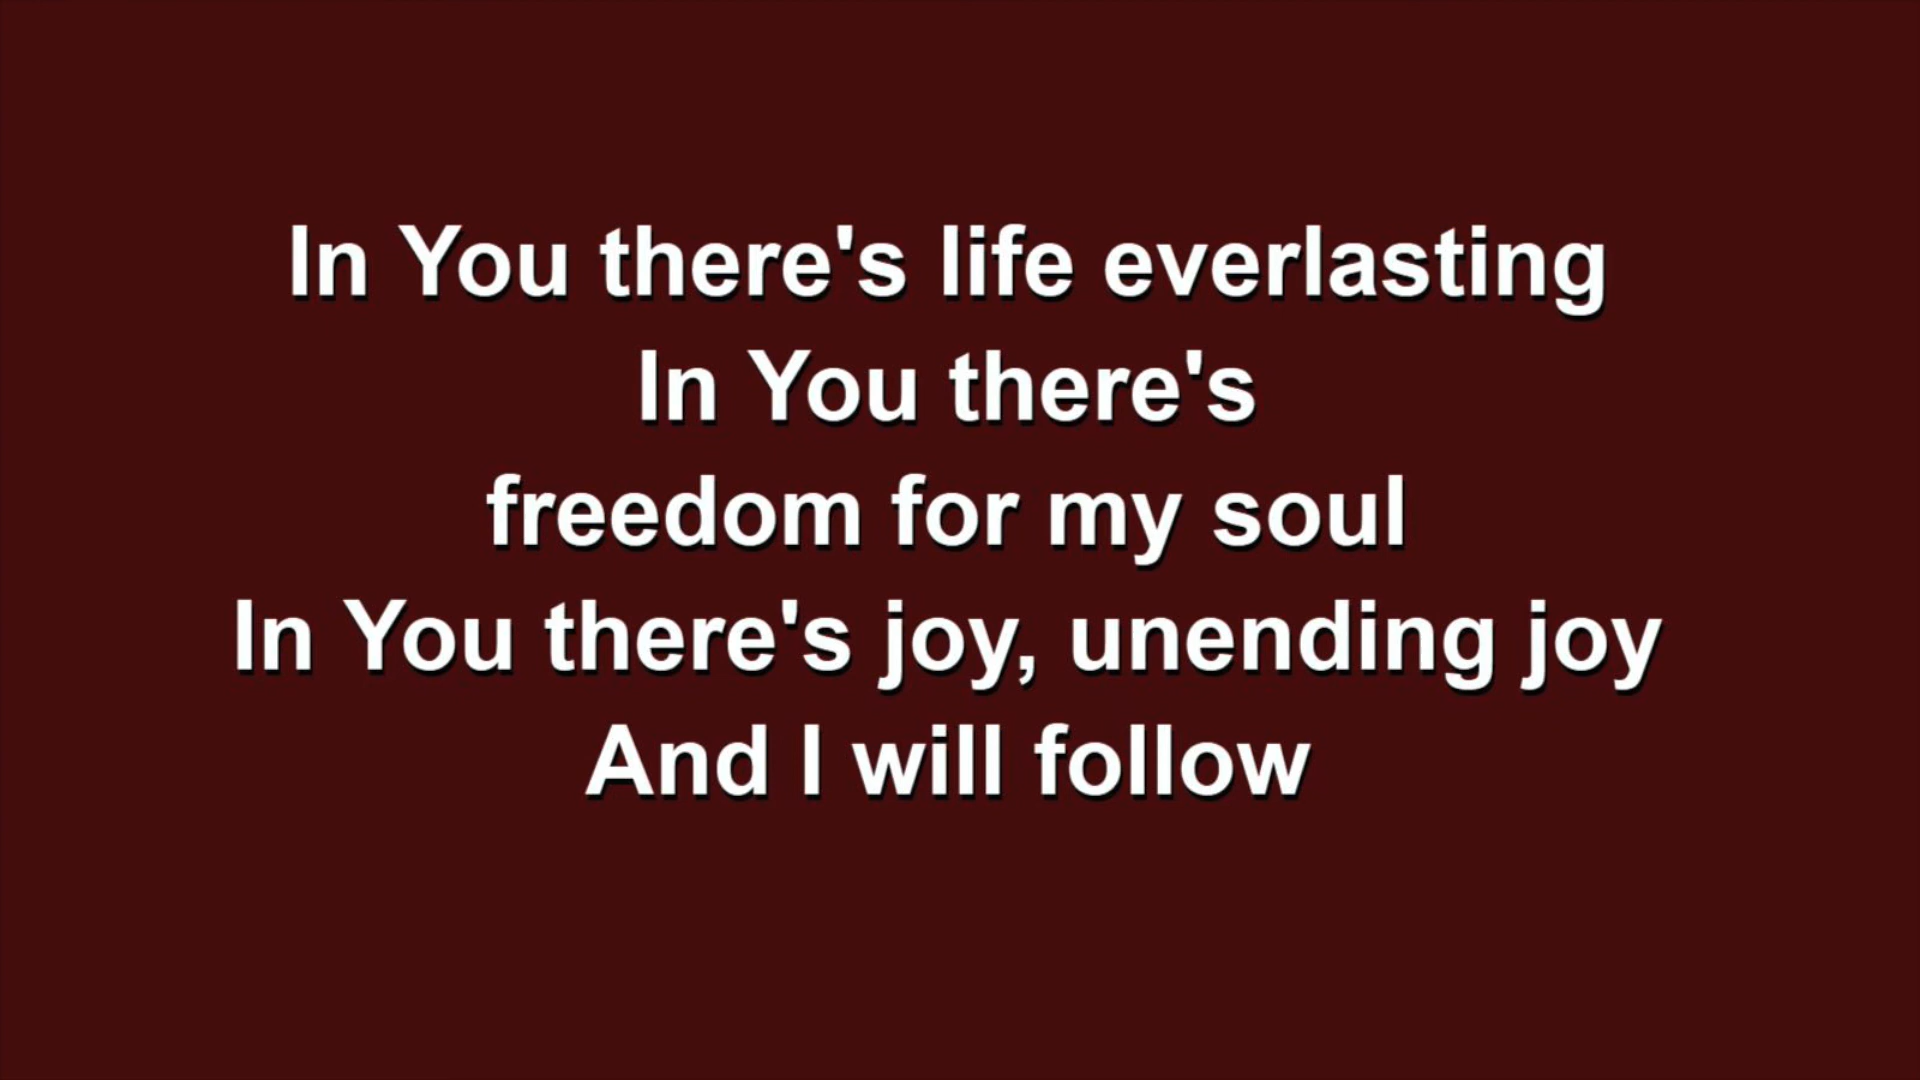 In You there's life everlasting
In You there's
freedom for my soul
In You there's joy, unending joy
And I will follow